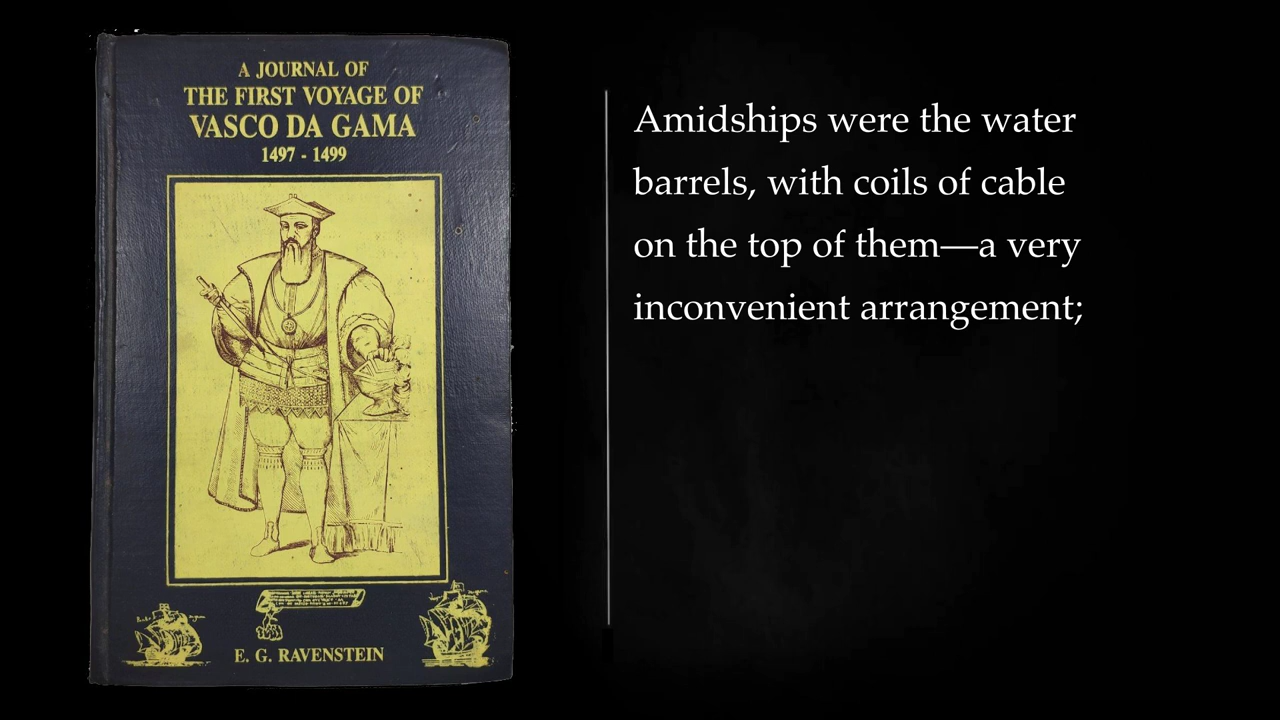 A JOURNAL OF
THE FIRST VOYAGE OF
VASCO DA GAMA
1497 - 1499
E. G. RAVENSTEIN
Amidships were the water
barrels, with coils of cable
on the top of them—a very
inconvenient arrangement;